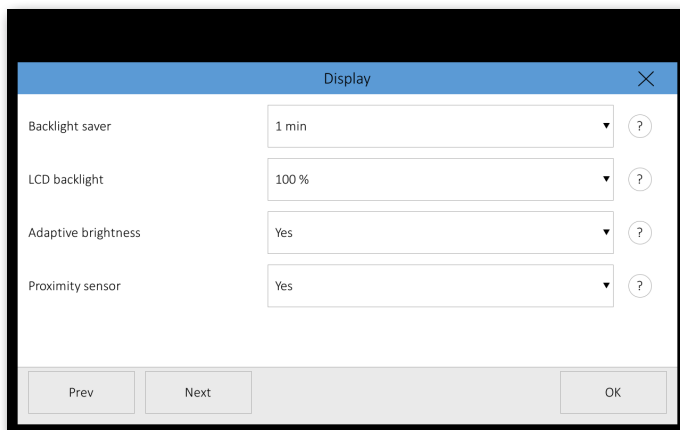 Display
Backlight saver 1 min ?
LCD backlight 100 % ?
Adaptive brightness Yes ?
Proximity sensor Yes ?
Prev Next OK